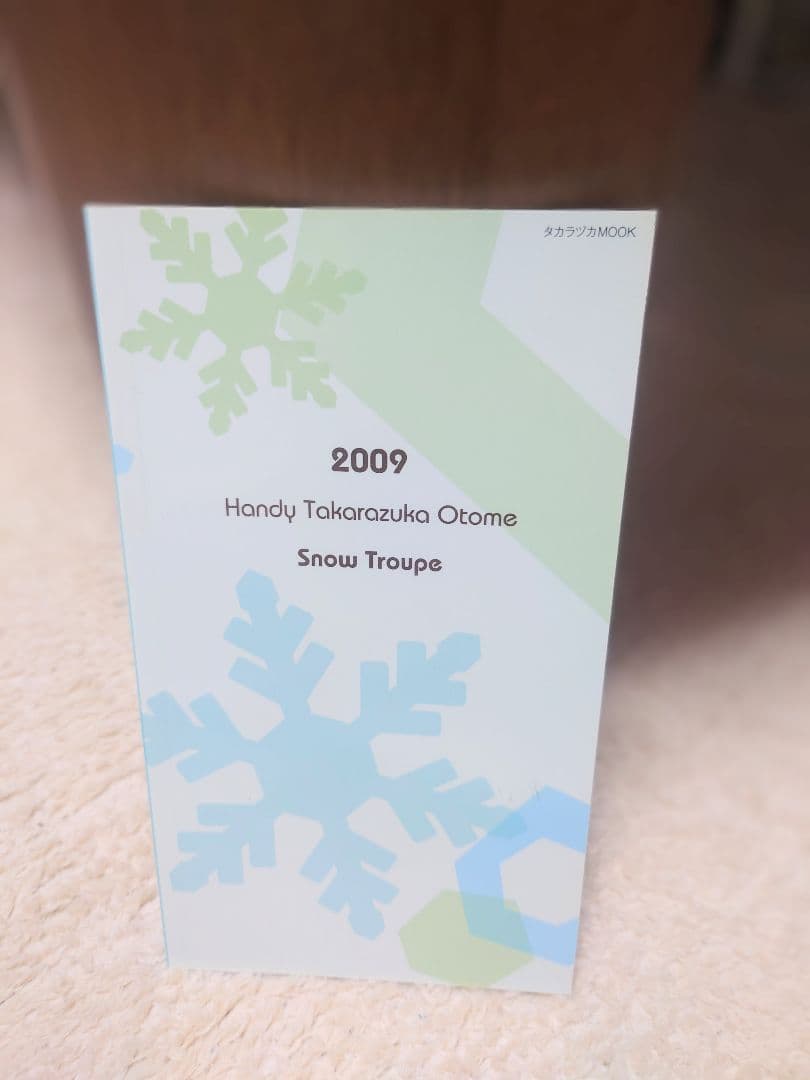 タカラヅカMOOK
2009
Handy Takarazuka Otome
Snow Troupe